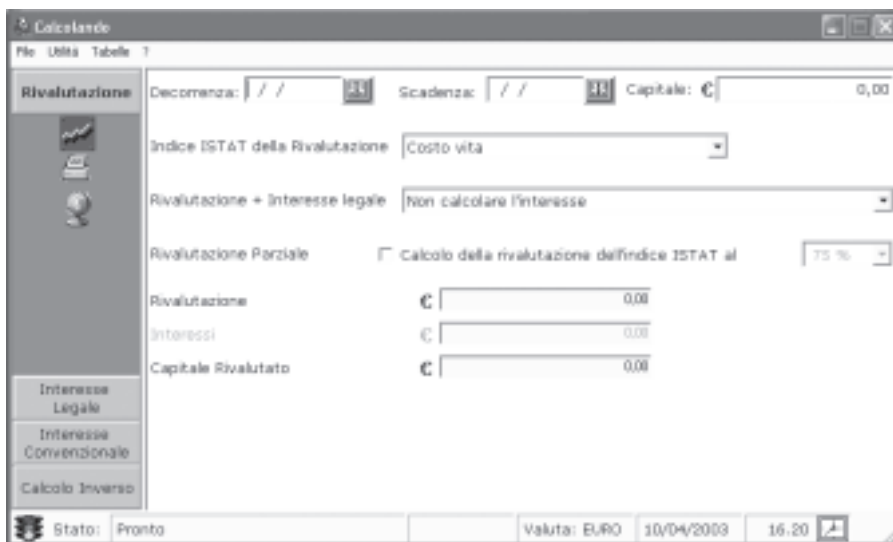 Calcolando
File Utilità Tabelle ?
Rivalutazione
Decorrenza: / / Scadenza: / / Capitale: € 0,00
Indice ISTAT della Rivalutazione Costo vita
Rivalutazione + Interesse legale Non calcolare l'interesse
Rivalutazione Parziale Calcolo della rivalutazione dell'indice ISTAT al 75 %
Rivalutazione € 0,00
Interessi € 0,00
Capitale Rivalutato € 0,00
Interesse
Legale
Interesse
Convenzionale
Calcolo Inverso
Stato: Pronto Valuta: EURO 10/04/2003 16.20